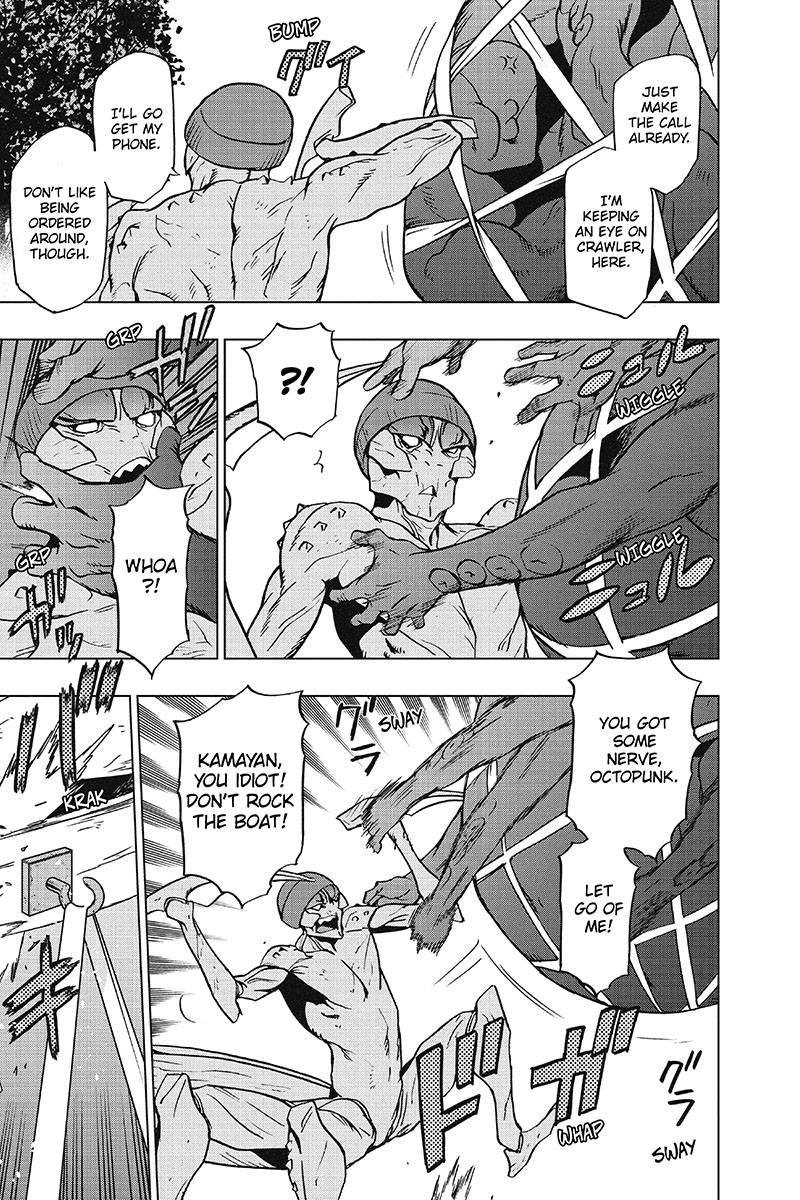 JUST
MAKE
THE CALL
ALREADY.
I'M
KEEPING
AN EYE ON
CRAWLER,
HERE.
BUMP
グイ
I'LL GO
GET MY
PHONE.
DON'T LIKE
BEING
ORDERED
AROUND,
THOUGH.
ニュル
WIGGLE
WIGGLE
ニュル
?!
GRP
ガシ
WHOA
?!
GRP
ガシ
YOU GOT
SOME
NERVE,
OCTOPUNK.
LET
GO OF
ME!
SWAY
グラ
KAMAYAN,
YOU IDIOT!
DON'T ROCK
THE BOAT!
ドガ
WHAP
グラ
SWAY
KRAK
バキ